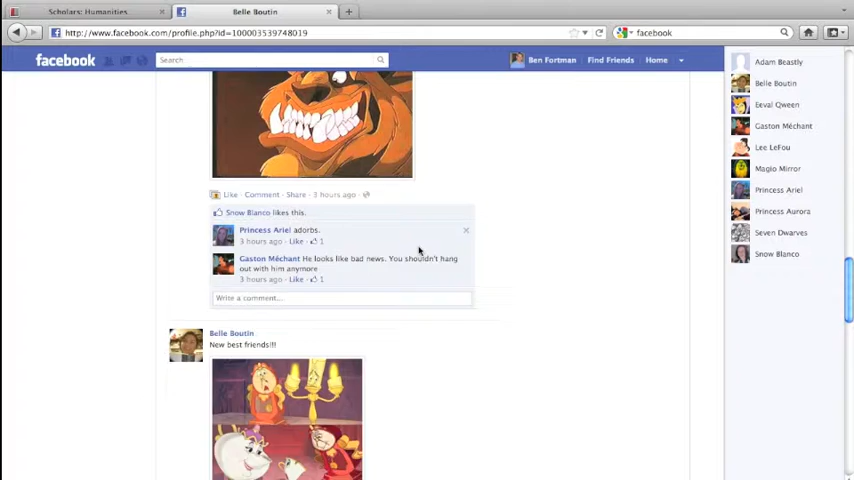 Scholars: Humanities
Belle Boutin
http://www.facebook.com/profile.php?id=100003539748019
facebook
facebook
Search
Ben Fortman
Find Friends
Home
Like · Comment · Share · 3 hours ago ·
Snow Blanco likes this.
Princess Ariel adorbs.
3 hours ago · Like · 1
Gaston Méchant He looks like bad news. You shouldn't hang
out with him anymore
3 hours ago · Like · 1
Write a comment...
Belle Boutin
New best friends!!!
Adam Beastly
Belle Boutin
Eeval Qween
Gaston Méchant
Lee LeFou
Magio Mirror
Princess Ariel
Princess Aurora
Seven Dwarves
Snow Blanco